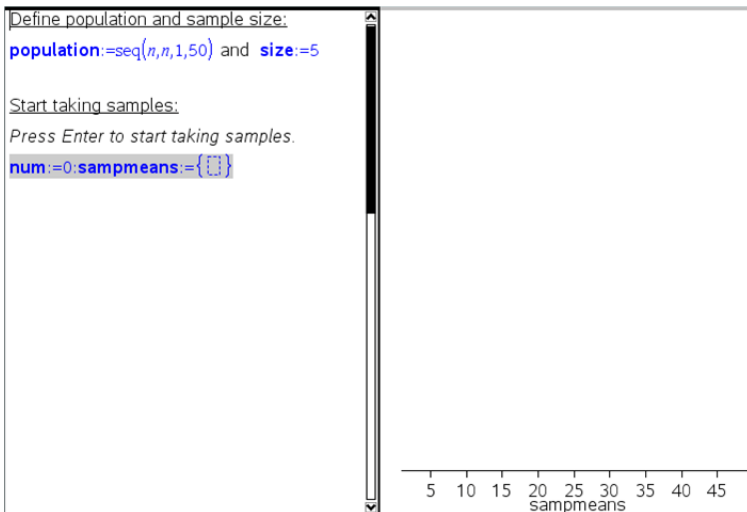 Define population and sample size:
population:=seq(n,n,1,50) and size:=5
Start taking samples:
Press Enter to start taking samples.
num:=0:sampmeans:={}
5 10 15 20 25 30 35 40 45
sampmeans